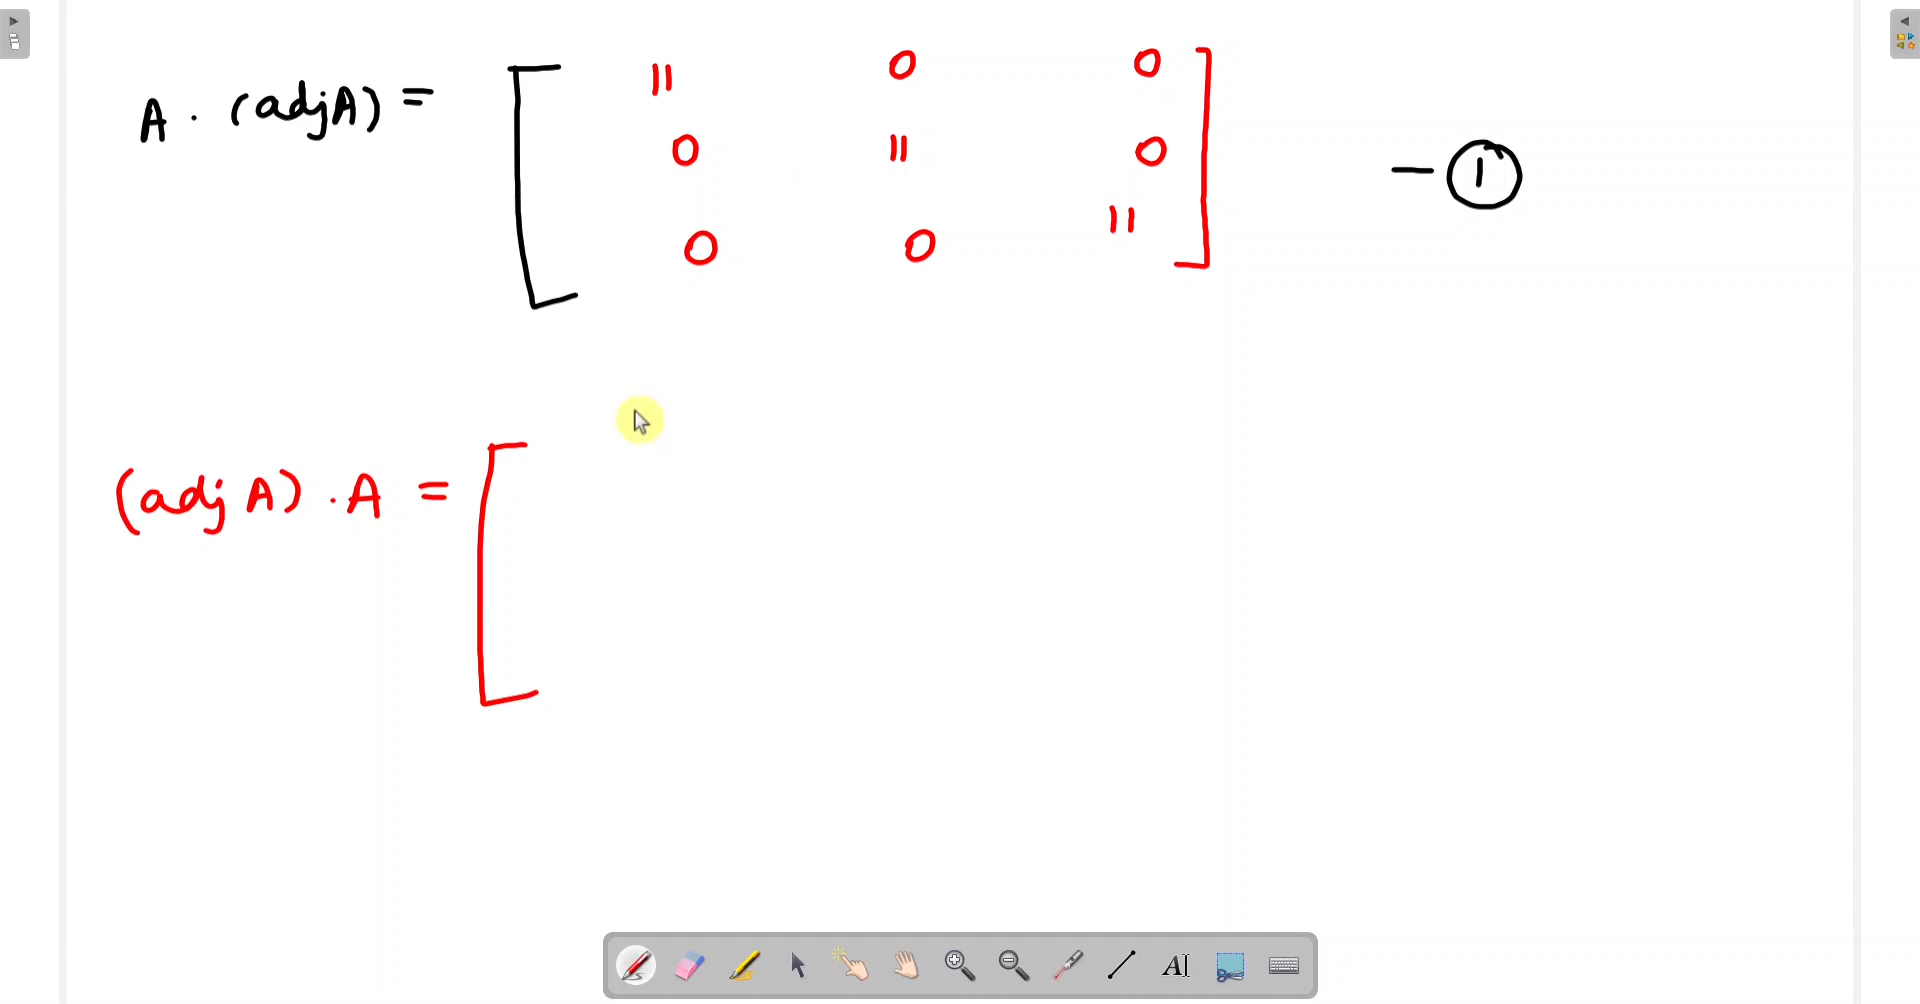 A · (adjA) = [ 11 0 0
0 11 0
0 0 11 ] — ①
(adj A) · A = [